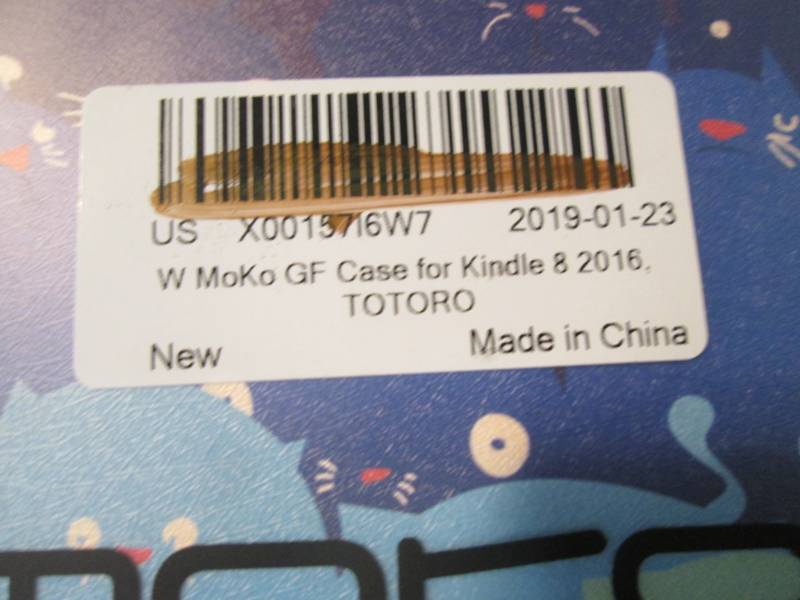 US X0015716W7 2019-01-23
W MoKo GF Case for Kindle 8 2016,
TOTORO
New Made in China